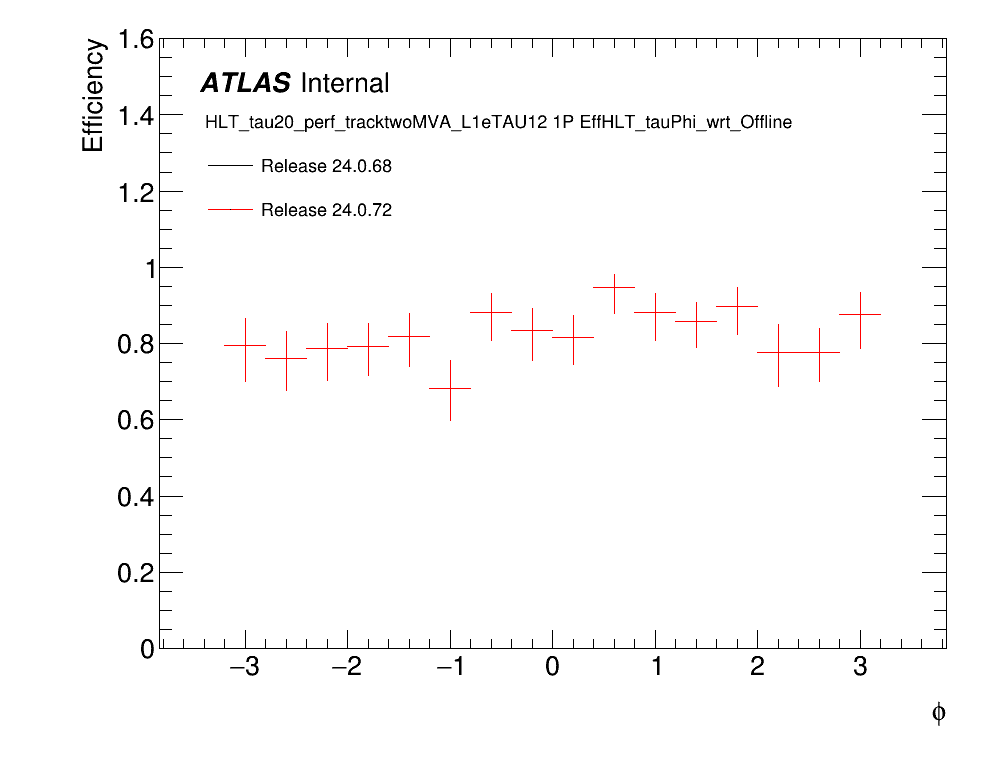 Efficiency
1.6
1.4
1.2
1
0.8
0.6
0.4
0.2
0
ATLAS Internal
HLT_tau20_perf_tracktwoMVA_L1eTAU12 1P EffHLT_tauPhi_wrt_Offline
Release 24.0.68
Release 24.0.72
−3 −2 −1 0 1 2 3
ϕ